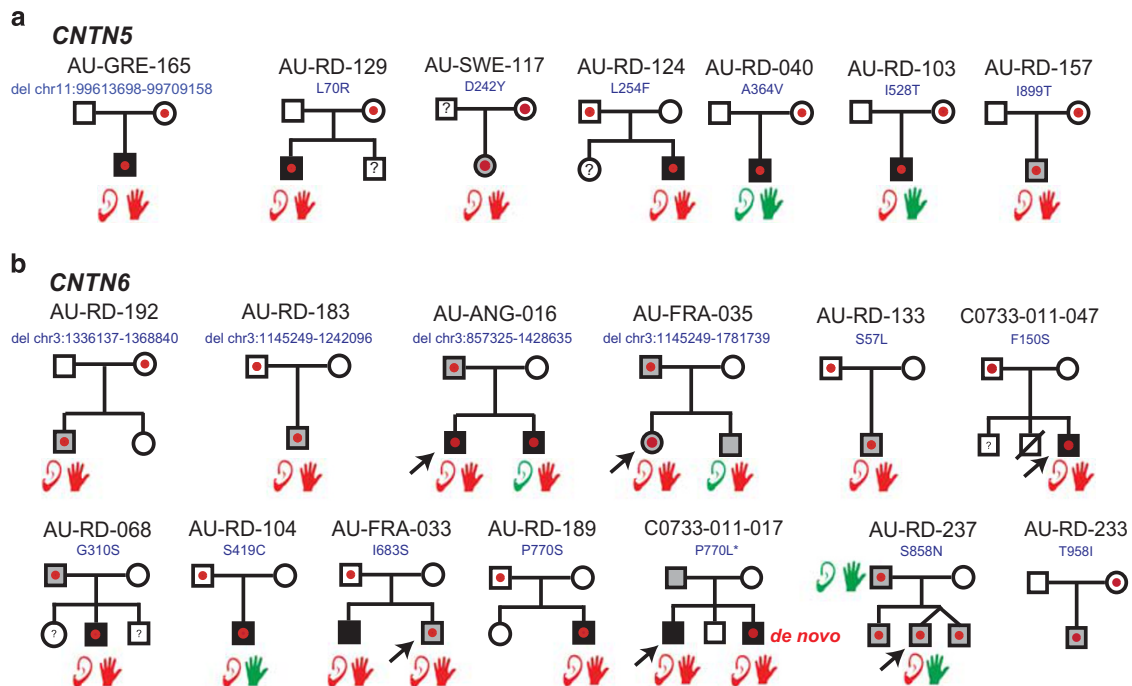 a
CNTN5
AU-GRE-165 AU-RD-129 AU-SWE-117 AU-RD-124 AU-RD-040 AU-RD-103 AU-RD-157
del chr11:99613698-99709158 L70R D242Y L254F A364V I528T I899T
?
? ?
b
CNTN6
AU-RD-192 AU-RD-183 AU-ANG-016 AU-FRA-035 AU-RD-133 C0733-011-047
del chr3:1336137-1368840 del chr3:1145249-1242096 del chr3:857325-1428635 del chr3:1145249-1781739 S57L F150S
?
AU-RD-068 AU-RD-104 AU-FRA-033 AU-RD-189 C0733-011-017 AU-RD-237 AU-RD-233
G310S S419C I683S P770S P770L* S858N T958I
? ? de novo